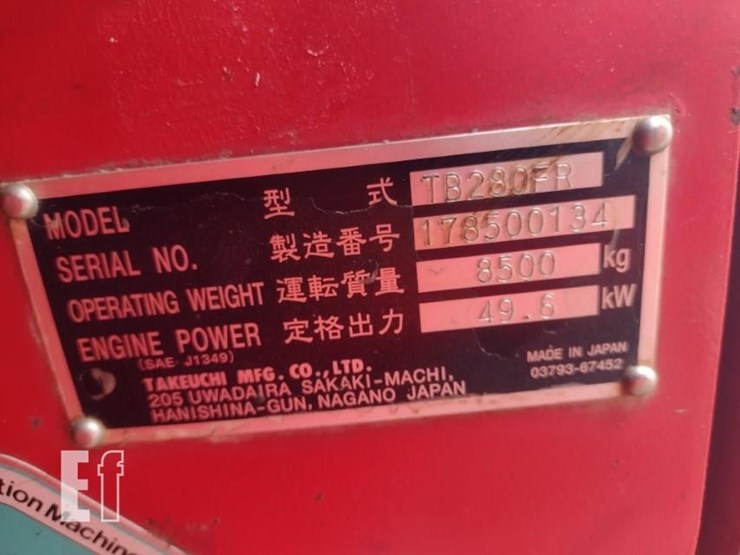 MODEL 型 式 TB280FR
SERIAL NO. 製造番号 178500134
OPERATING WEIGHT 運転質量 8500 kg
ENGINE POWER 定格出力 49.6 kW
(SAE J1349)
TAKEUCHI MFG. CO., LTD.
205 UWADAIRA SAKAKI-MACHI,
HANISHINA-GUN, NAGANO JAPAN
MADE IN JAPAN
03793-67452
Ef
tion Machin